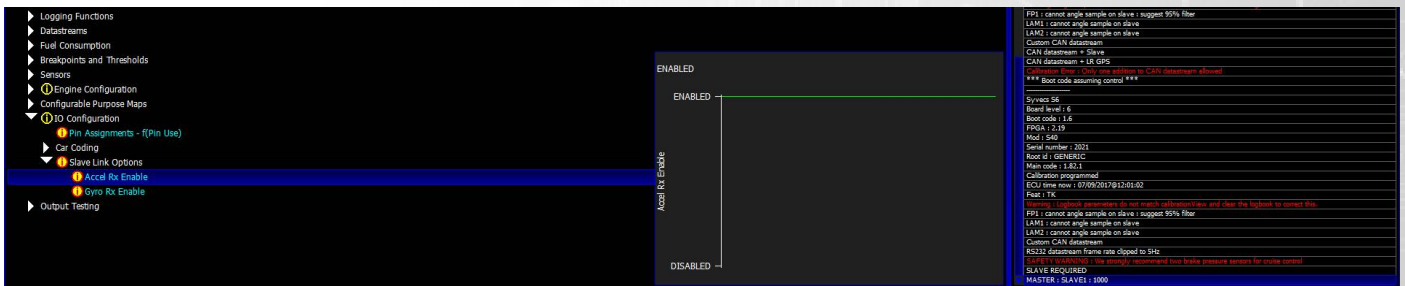 Logging Functions
Datastreams
Fuel Consumption
Breakpoints and Thresholds
Sensors
Engine Configuration
Configurable Purpose Maps
IO Configuration
Pin Assignments - f(Pin Use)
Car Coding
Slave Link Options
Accel Rx Enable
Gyro Rx Enable
Output Testing
ENABLED
ENABLED
Accel Rx Enable
DISABLED
FP1 : cannot angle sample on slave : suggest 95% filter
LAM1 : cannot angle sample on slave
LAM2 : cannot angle sample on slave
Custom CAN datastream
CAN datastream + Slave
CAN datastream + LR GPS
Calibration Error : Only one addition to CAN datastream allowed
*** Boot code assuming control ***
Syvecs S6
Board level : 6
Boot code : 1.6
FPGA : 2.19
Mod : S40
Serial number : 2021
Root id : GENERIC
Main code : 1.82.1
Calibration programmed
ECU time now : 07/09/2017@12:01:02
Feat : TK
Warning : Logbook parameters do not match calibration!View and clear the logbook to correct this.
FP1 : cannot angle sample on slave : suggest 95% filter
LAM1 : cannot angle sample on slave
LAM2 : cannot angle sample on slave
Custom CAN datastream
RS232 datastream frame rate clipped to 5Hz
SAFETY WARNING : We strongly recommend two brake pressure sensors for cruise control
SLAVE REQUIRED
MASTER : SLAVE1 : 1000